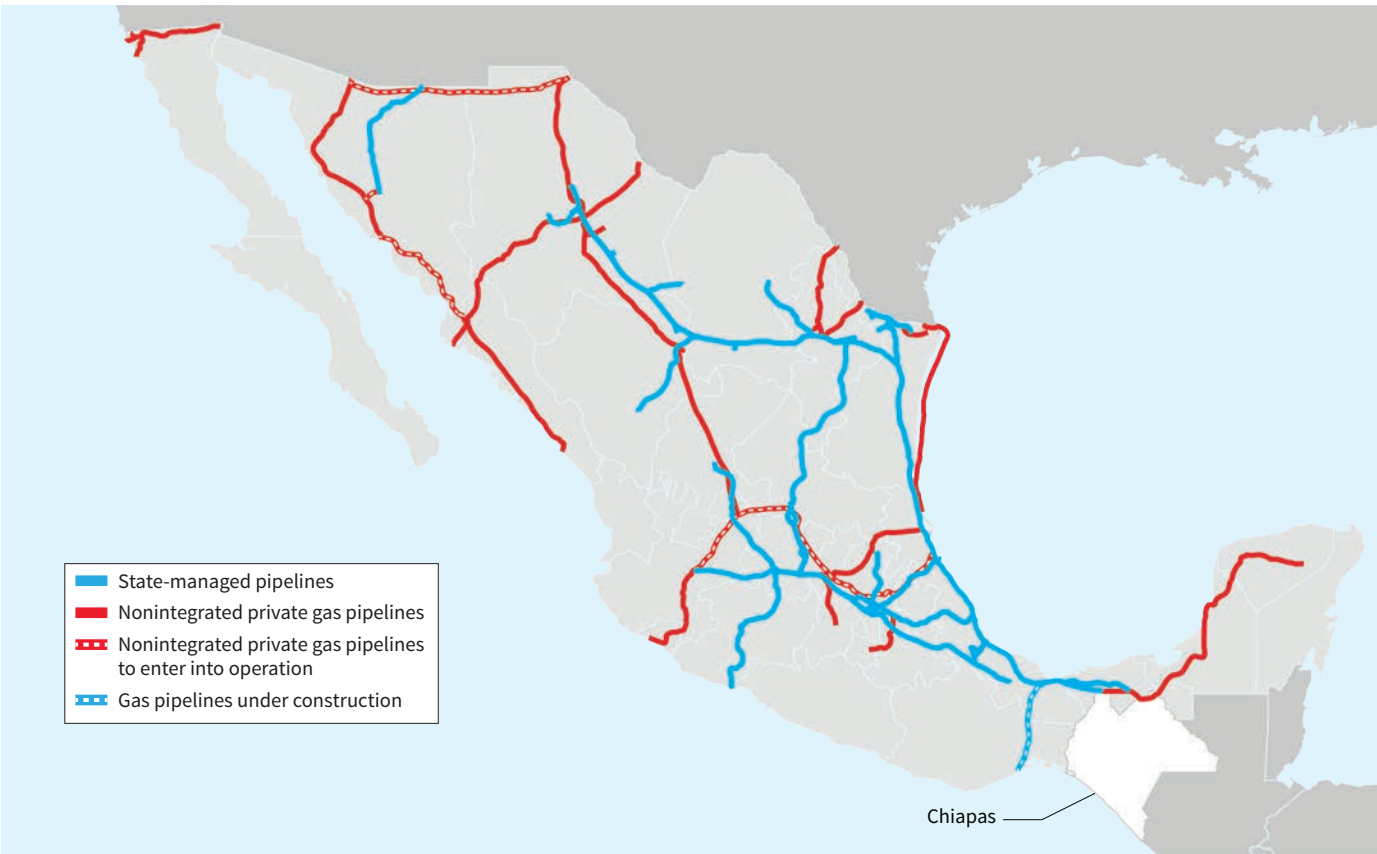 State-managed pipelines
Nonintegrated private gas pipelines
Nonintegrated private gas pipelines
to enter into operation
Gas pipelines under construction
Chiapas